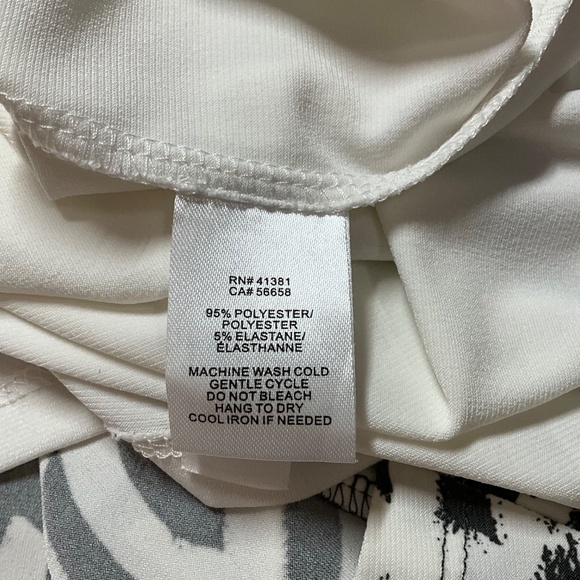 RN# 41381
CA# 56658
95% POLYESTER/
POLYESTER
5% ELASTANE/
ÉLASTHANNE
MACHINE WASH COLD
GENTLE CYCLE
DO NOT BLEACH
HANG TO DRY
COOL IRON IF NEEDED